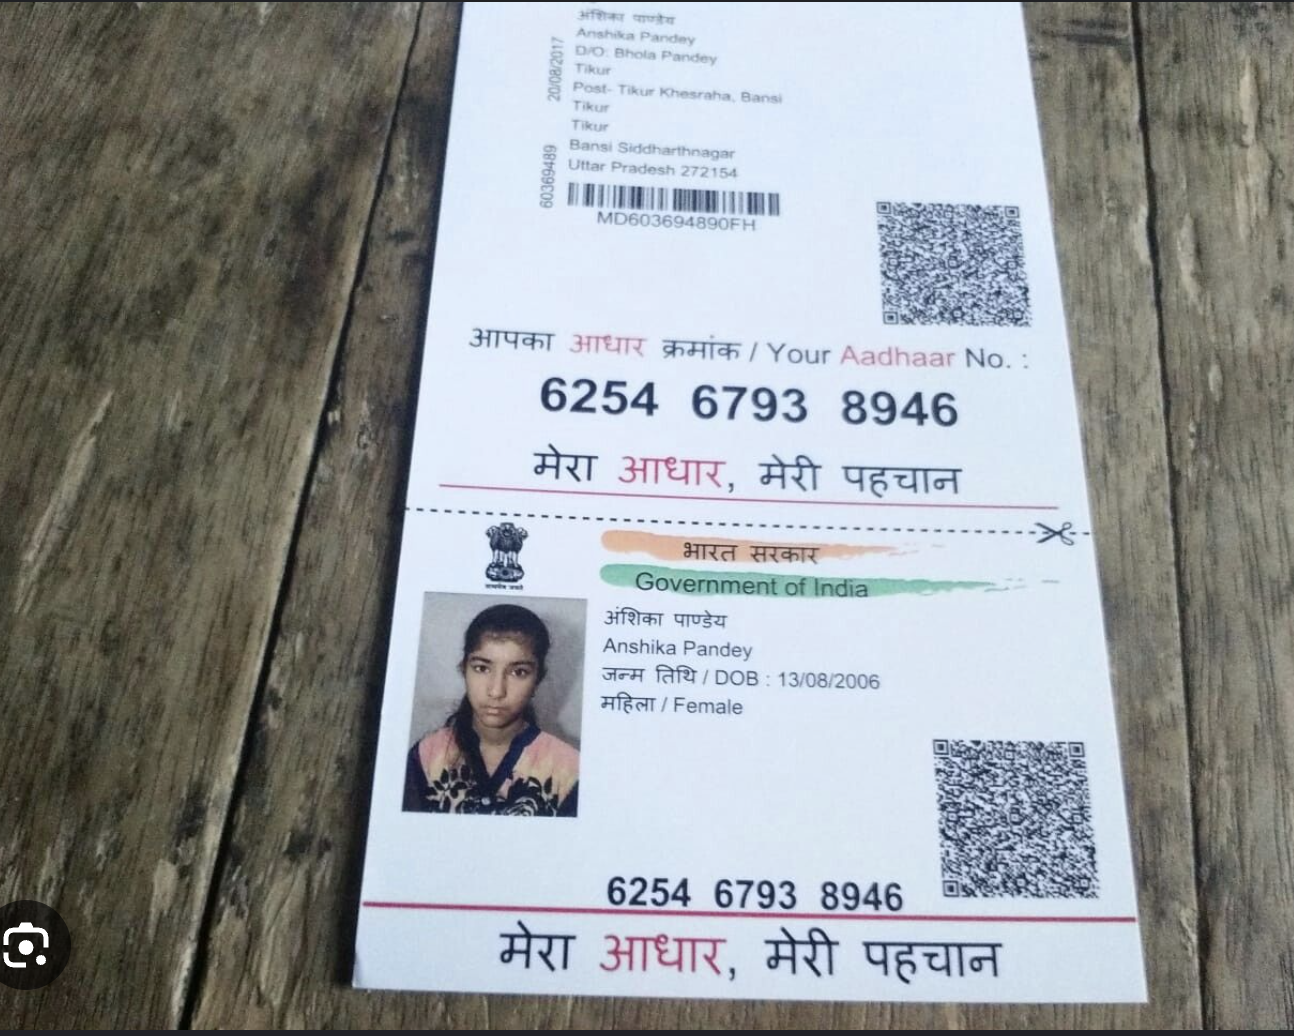 अंशिका पाण्डेय
Anshika Pandey
D/O: Bhola Pandey
Tikur
Post- Tikur Khesraha, Bansi
Tikur
Tikur
Bansi Siddharthnagar
Uttar Pradesh 272154
20/08/2017
60369489
MD603694890FH
आपका आधार क्रमांक / Your Aadhaar No. :
6254 6793 8946
मेरा आधार, मेरी पहचान
भारत सरकार
Government of India
अंशिका पाण्डेय
Anshika Pandey
जन्म तिथि / DOB : 13/08/2006
महिला / Female
6254 6793 8946
मेरा आधार, मेरी पहचान